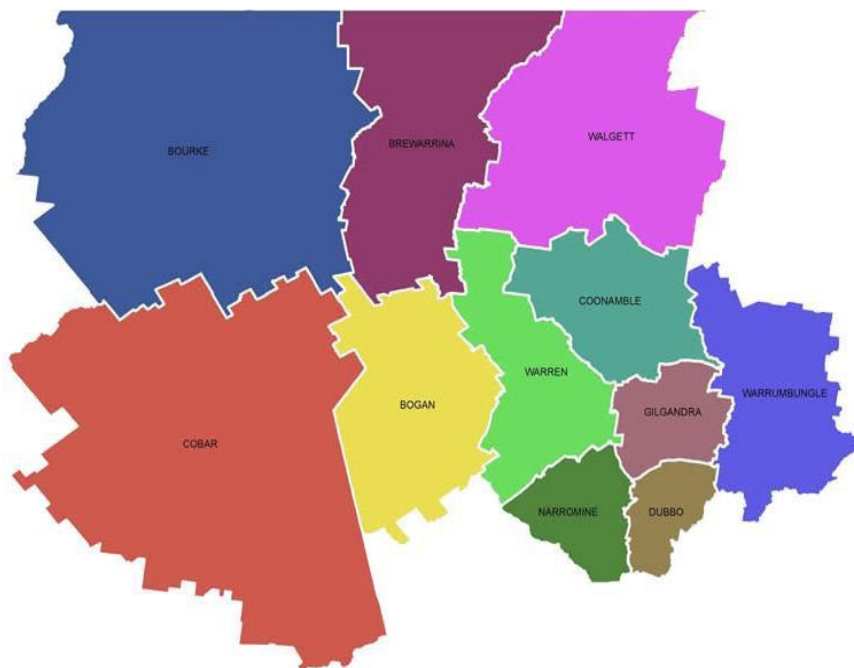 BOURKE
BREWARRINA
WALGETT
COONAMBLE
WARREN
WARRUMBUNGLE
BOGAN
GILGANDRA
COBAR
NARROMINE
DUBBO